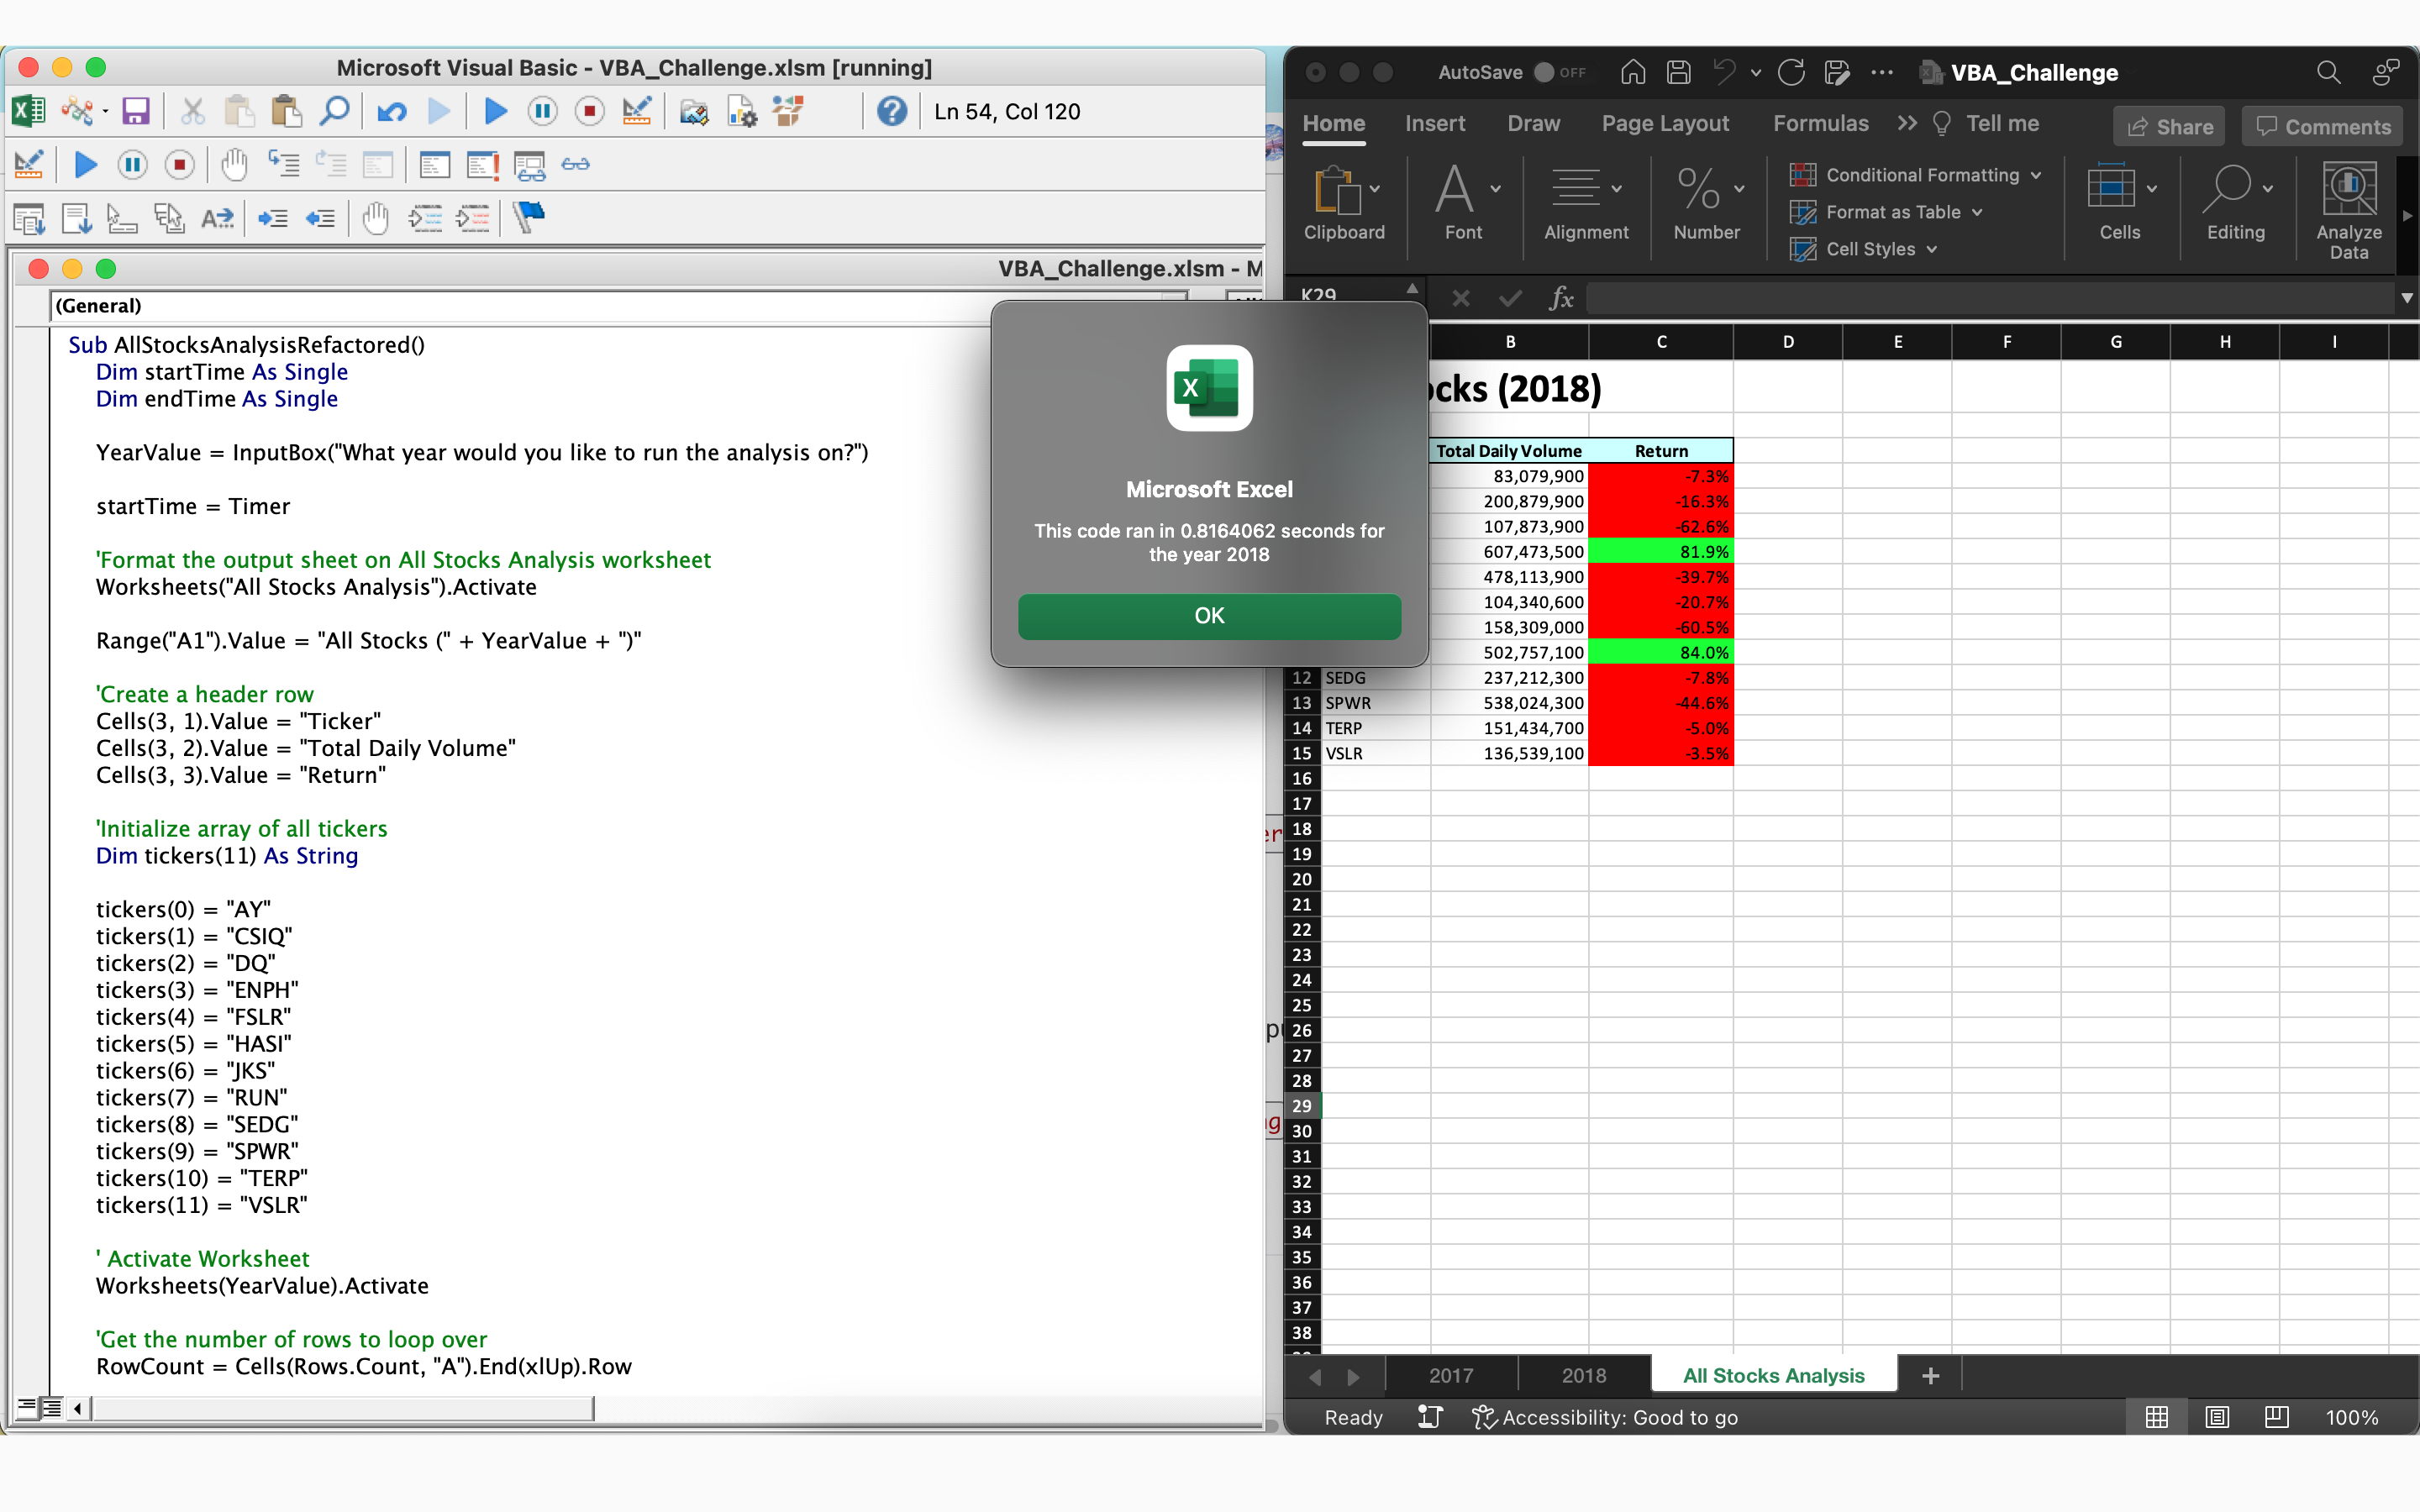 Microsoft Visual Basic - VBA_Challenge.xlsm [running]
Ln 54, Col 120
VBA_Challenge.xlsm - M
(General)
Sub AllStocksAnalysisRefactored()
Dim startTime As Single
Dim endTime As Single
YearValue = InputBox("What year would you like to run the analysis on?")
startTime = Timer
'Format the output sheet on All Stocks Analysis worksheet
Worksheets("All Stocks Analysis").Activate
Range("A1").Value = "All Stocks (" + YearValue + ")"
'Create a header row
Cells(3, 1).Value = "Ticker"
Cells(3, 2).Value = "Total Daily Volume"
Cells(3, 3).Value = "Return"
'Initialize array of all tickers
Dim tickers(11) As String
tickers(0) = "AY"
tickers(1) = "CSIQ"
tickers(2) = "DQ"
tickers(3) = "ENPH"
tickers(4) = "FSLR"
tickers(5) = "HASI"
tickers(6) = "JKS"
tickers(7) = "RUN"
tickers(8) = "SEDG"
tickers(9) = "SPWR"
tickers(10) = "TERP"
tickers(11) = "VSLR"
' Activate Worksheet
Worksheets(YearValue).Activate
'Get the number of rows to loop over
RowCount = Cells(Rows.Count, "A").End(xlUp).Row
Microsoft Excel
This code ran in 0.8164062 seconds for
the year 2018
OK
AutoSave OFF VBA_Challenge
Home Insert Draw Page Layout Formulas Tell me Share Comments
Clipboard Font Alignment Number
Conditional Formatting
Format as Table
Cell Styles
Cells Editing Analyze
Data
K29 fx
B C D E F G H I
ocks (2018)
Total Daily Volume Return
83,079,900 -7.3%
200,879,900 -16.3%
107,873,900 -62.6%
607,473,500 81.9%
478,113,900 -39.7%
104,340,600 -20.7%
158,309,000 -60.5%
502,757,100 84.0%
12 SEDG 237,212,300 -7.8%
13 SPWR 538,024,300 -44.6%
14 TERP 151,434,700 -5.0%
15 VSLR 136,539,100 -3.5%
16
17
18
19
20
21
22
23
24
25
26
27
28
29
30
31
32
33
34
35
36
37
38
2017 2018 All Stocks Analysis +
Ready Accessibility: Good to go 100%